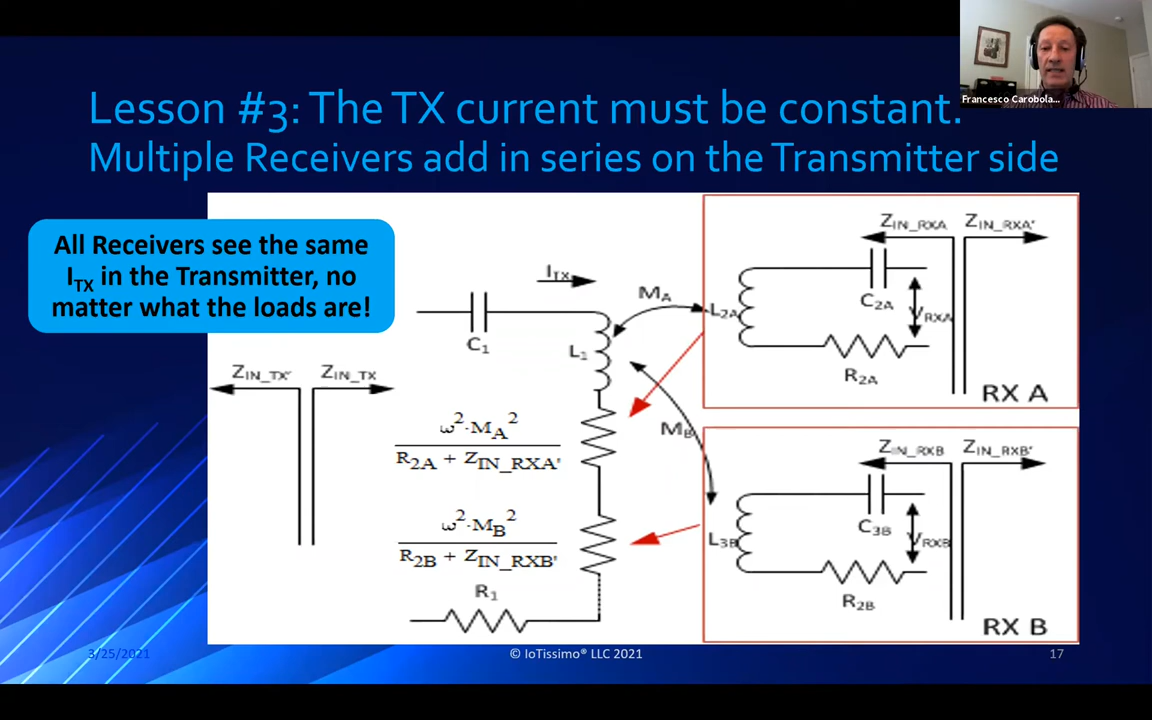 Francesco Carobola...
Lesson #3: The TX current must be constant.
Multiple Receivers add in series on the Transmitter side
All Receivers see the same
I_TX in the Transmitter, no
matter what the loads are!
I_TX
C_1
L_1
M_A
M_B
Z_IN_TX' Z_IN_TX
ω²·M_A²
R_2A + Z_IN_RXA'
ω²·M_B²
R_2B + Z_IN_RXB'
R_1
Z_IN_RXA Z_IN_RXA'
L_2A
C_2A
V_RXA
R_2A
RX A
Z_IN_RXB Z_IN_RXB'
L_3B
C_3B
V_RXB
R_2B
RX B
3/25/2021
© IoTissimo® LLC 2021
17